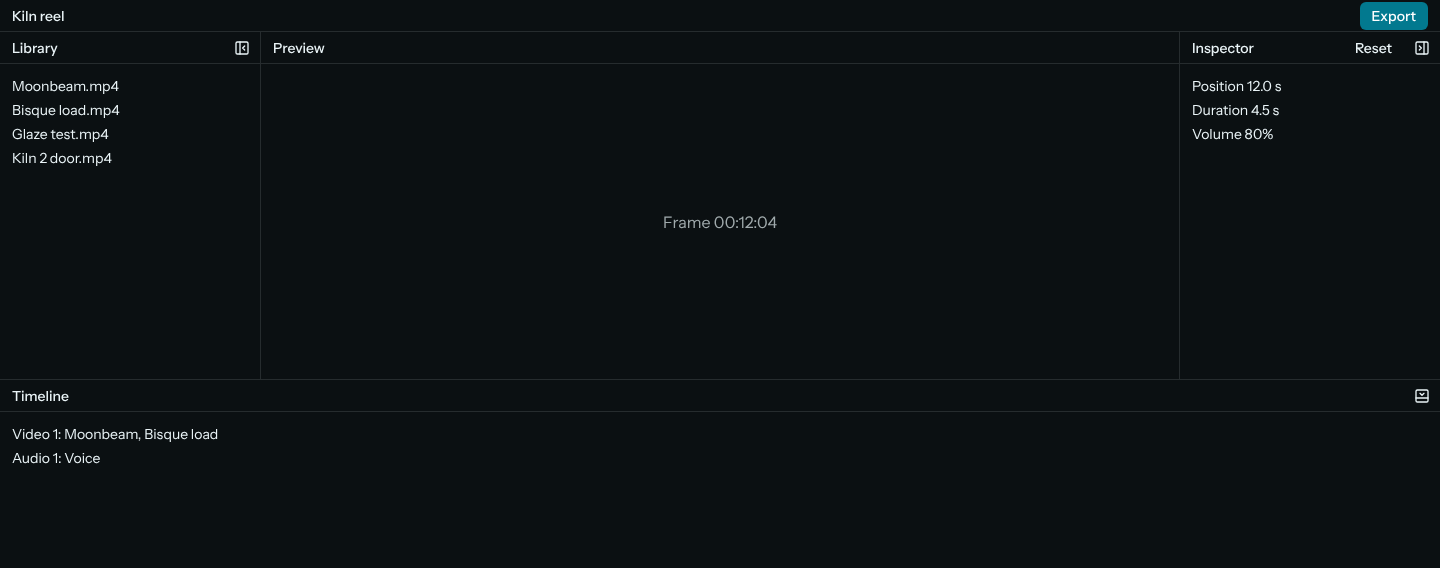 Kiln reel
Export
Library
Moonbeam.mp4
Bisque load.mp4
Glaze test.mp4
Kiln 2 door.mp4
Preview
Frame 00:12:04
Inspector
Reset
Position 12.0 s
Duration 4.5 s
Volume 80%
Timeline
Video 1: Moonbeam, Bisque load
Audio 1: Voice